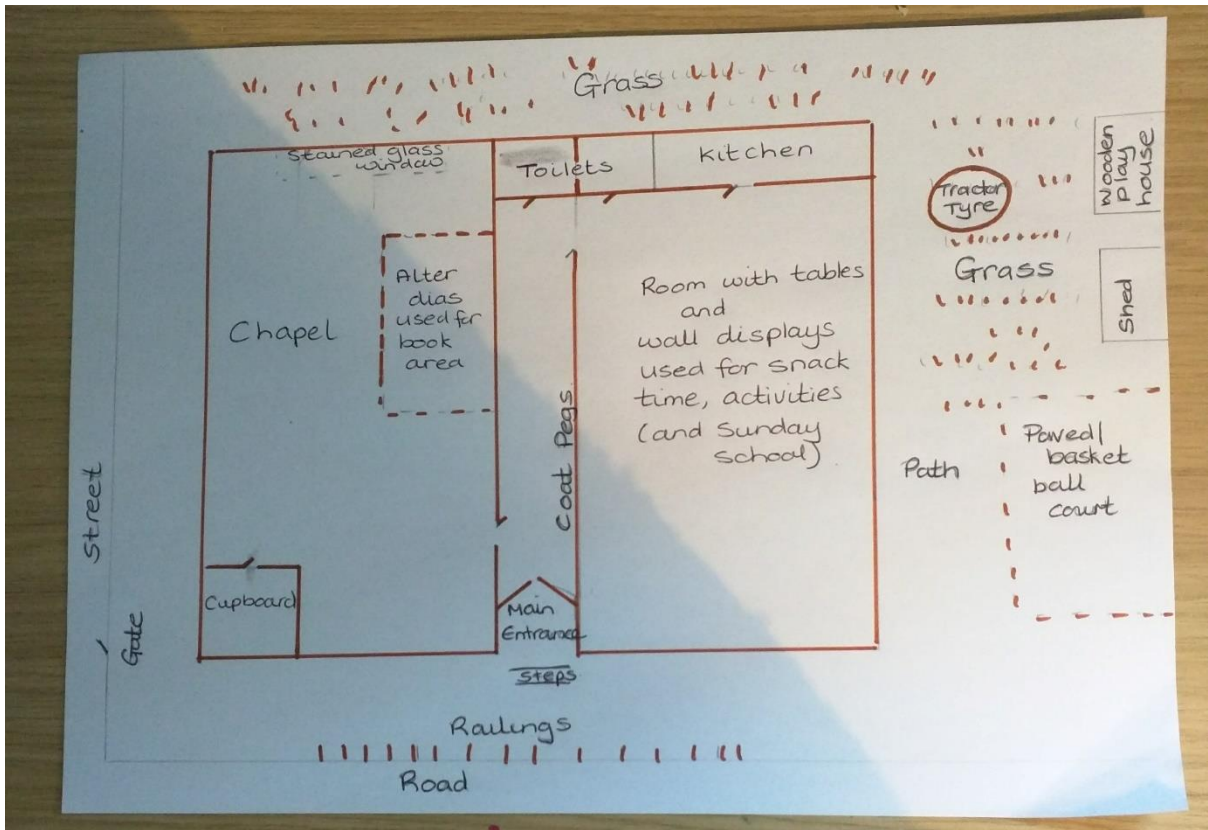 Grass
Stained glass
window
Toilets
Kitchen
Wooden
Play
house
Tractor
Tyre
Grass
Shed
Chapel
Alter
dias
used for
book
area
Coat Pegs
Room with tables
and
wall displays
used for snack
time, activities
(and Sunday
school)
Path
Paved/
basket
ball
court
Street
Gate
Cupboard
Main
Entrance
Steps
Railings
Road